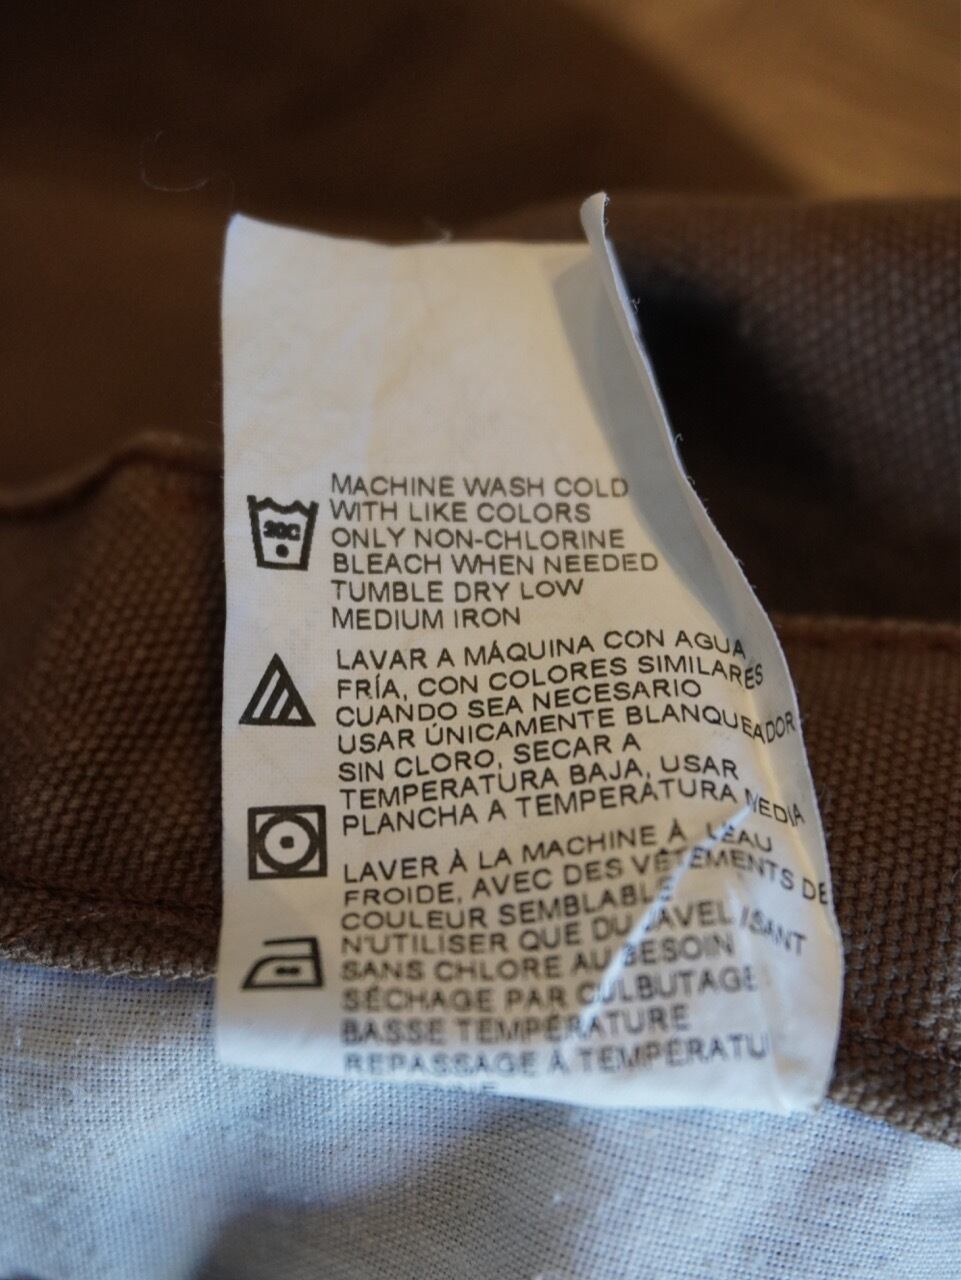 MACHINE WASH COLD
WITH LIKE COLORS
ONLY NON-CHLORINE
BLEACH WHEN NEEDED
TUMBLE DRY LOW
MEDIUM IRON
30C
LAVAR A MÁQUINA CON AGUA
FRÍA, CON COLORES SIMILARES
CUANDO SEA NECESARIO
USAR ÚNICAMENTE BLANQUEADOR
SIN CLORO, SECAR A
TEMPERATURA BAJA, USAR
PLANCHA A TEMPERATURA MEDIA
LAVER À LA MACHINE À L'EAU
FROIDE, AVEC DES VÊTEMENTS DE
COULEUR SEMBLABLE
N'UTILISER QUE DU JAVELLISANT
SANS CHLORE AU BESOIN
SÉCHAGE PAR CULBUTAGE
BASSE TEMPÉRATURE
REPASSAGE À TEMPÉRATU